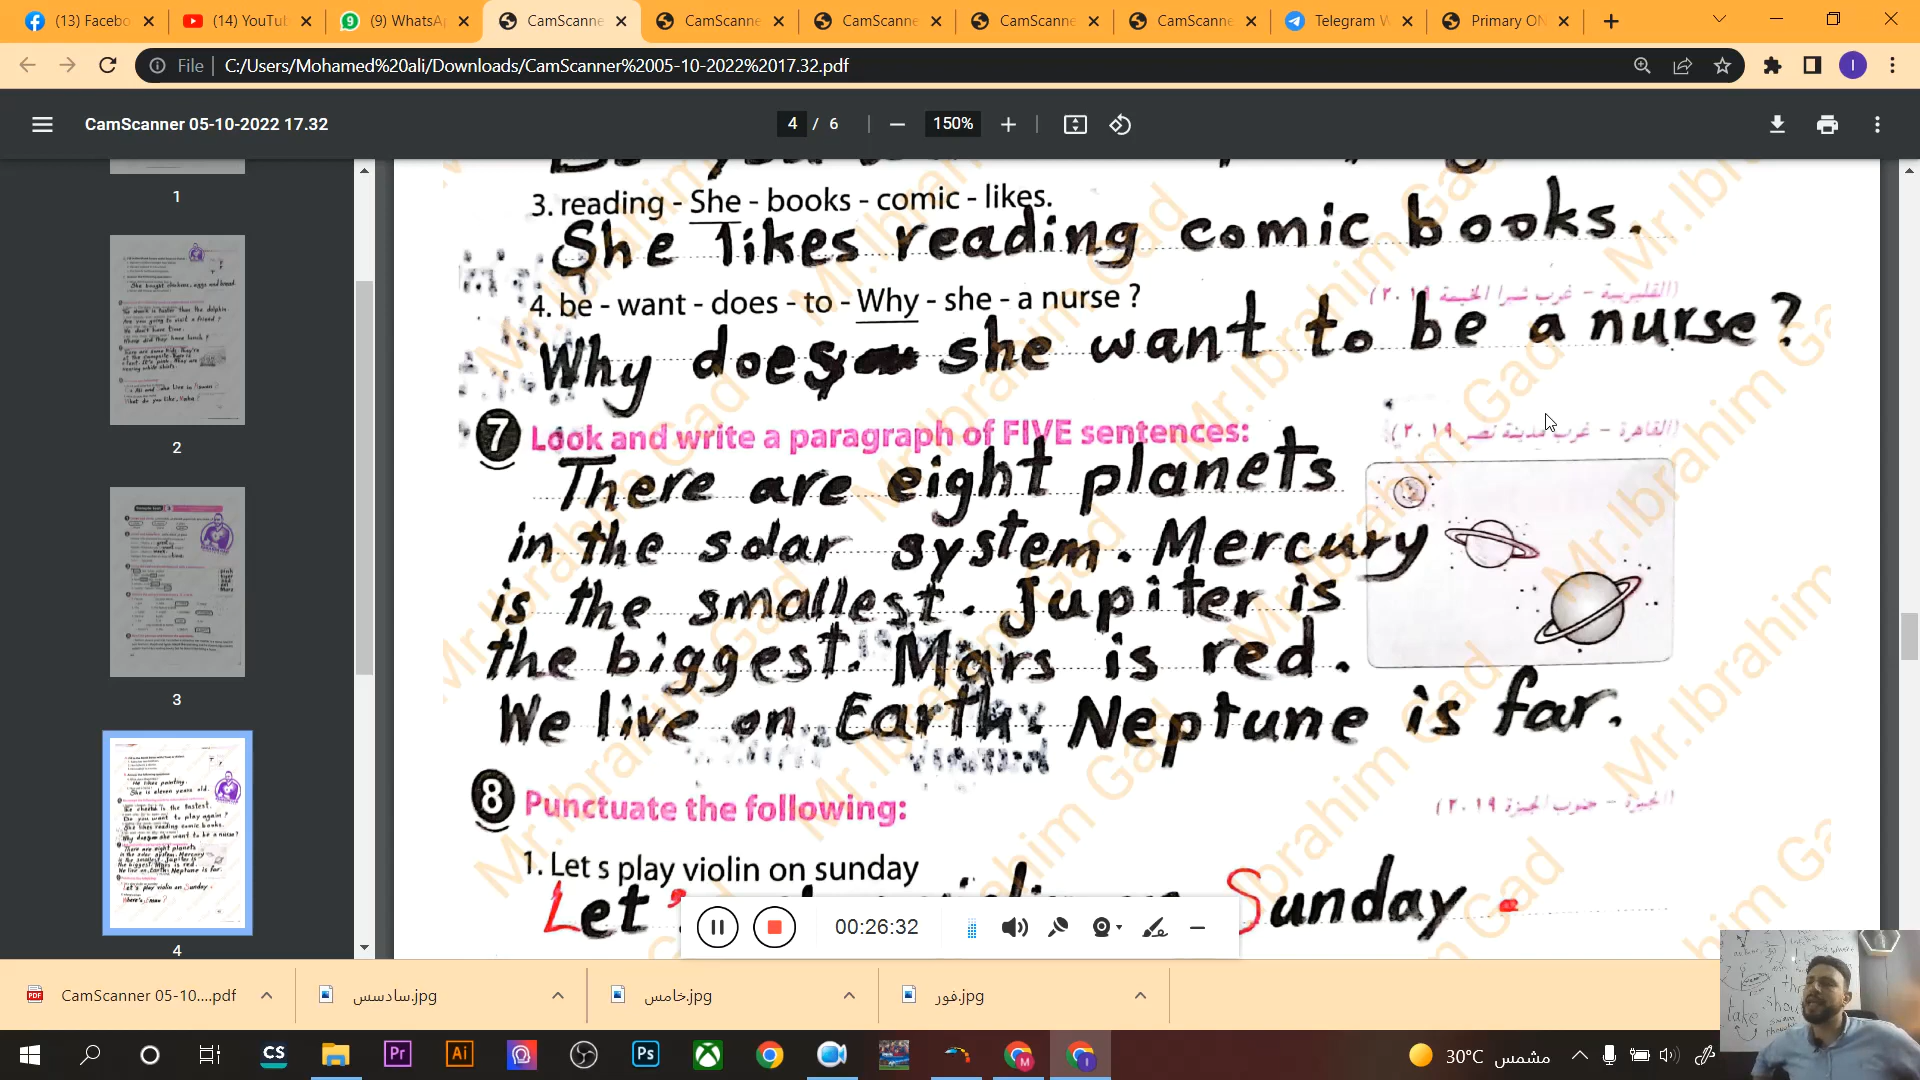 (13) Facebo
(14) YouTub
(9) WhatsAp
CamScanne
CamScanne
CamScanne
CamScanne
CamScanne
Telegram W
Primary ON
File
C:/Users/Mohamed%20ali/Downloads/CamScanner%2005-10-2022%2017.32.pdf
CamScanner 05-10-2022 17.32
4 / 6
150%
1
2
3
4
3. reading - She - books - comic - likes.
She likes reading comic books.
4. be - want - does - to - Why - she - a nurse ?
(القليوبية - غرب شبرا الخيمة ٢٠١٩)
Why does she want to be a nurse?
7 Look and write a paragraph of FIVE sentences:
(القاهرة - غرب مدينة نصر ٢٠١٩)
There are eight planets
in the solar system. Mercury
is the smallest. Jupiter is
the biggest. Mars is red.
We live on Earth. Neptune is far.
8 Punctuate the following:
(الجيزة - جنوب الجيزة ٢٠١٩)
1. Let s play violin on sunday
Let's
Sunday.
Mr.Ibrahim Gad
00:26:32
CamScanner 05-10....pdf
سادسس.jpg
خامس.jpg
فور.jpg
30°C مشمس